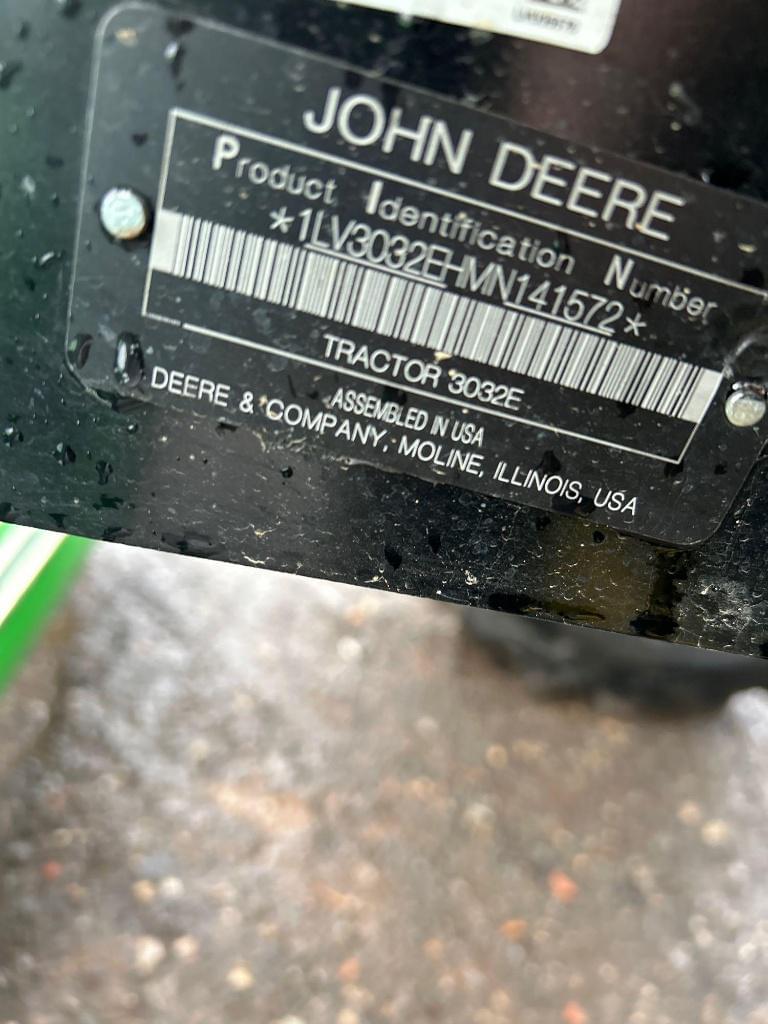 JOHN DEERE
Product Identification Number
*1LV3032EHMN141572*
TRACTOR 3032E
ASSEMBLED IN USA
DEERE & COMPANY, MOLINE, ILLINOIS, USA